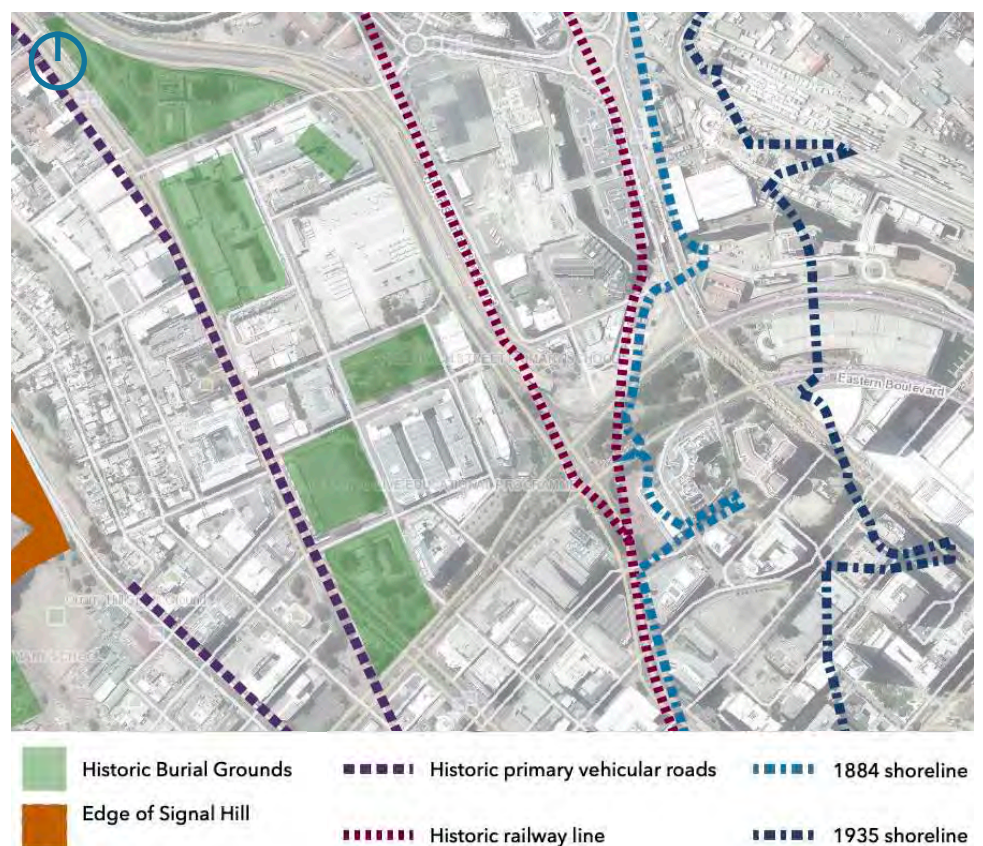 Eastern Boulevard
Historic Burial Grounds
Historic primary vehicular roads
1884 shoreline
Edge of Signal Hill
Historic railway line
1935 shoreline